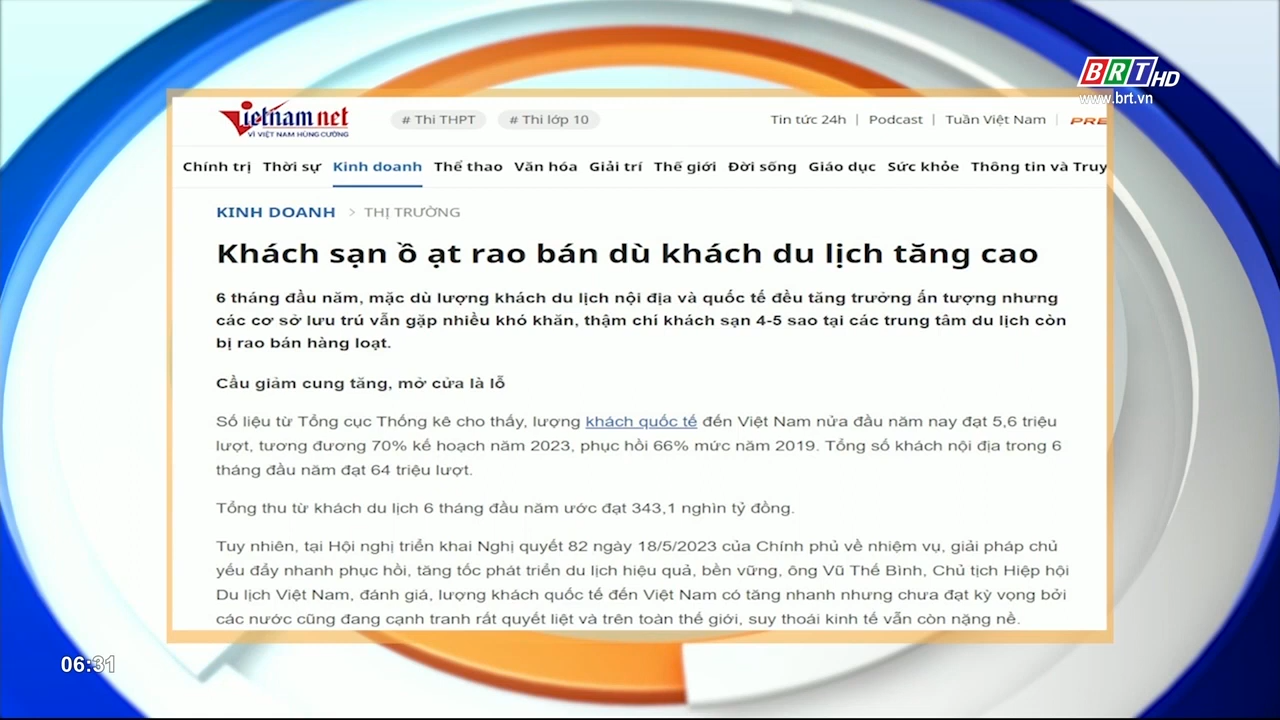 BRT HD
www.brt.vn
Vietnamnet
VÌ VIỆT NAM HÙNG CƯỜNG
# Thi THPT # Thi lớp 10 Tin tức 24h | Podcast | Tuần Việt Nam |
Chính trị Thời sự Kinh doanh Thể thao Văn hóa Giải trí Thế giới Đời sống Giáo dục Sức khỏe Thông tin và Truy
KINH DOANH > THỊ TRƯỜNG
Khách sạn ồ ạt rao bán dù khách du lịch tăng cao
6 tháng đầu năm, mặc dù lượng khách du lịch nội địa và quốc tế đều tăng trưởng ấn tượng nhưng
các cơ sở lưu trú vẫn gặp nhiều khó khăn, thậm chí khách sạn 4-5 sao tại các trung tâm du lịch còn
bị rao bán hàng loạt.
Cầu giảm cung tăng, mở cửa là lỗ
Số liệu từ Tổng cục Thống kê cho thấy, lượng khách quốc tế đến Việt Nam nửa đầu năm nay đạt 5,6 triệu
lượt, tương đương 70% kế hoạch năm 2023, phục hồi 66% mức năm 2019. Tổng số khách nội địa trong 6
tháng đầu năm đạt 64 triệu lượt.
Tổng thu từ khách du lịch 6 tháng đầu năm ước đạt 343,1 nghìn tỷ đồng.
Tuy nhiên, tại Hội nghị triển khai Nghị quyết 82 ngày 18/5/2023 của Chính phủ về nhiệm vụ, giải pháp chủ
yếu đẩy nhanh phục hồi, tăng tốc phát triển du lịch hiệu quả, bền vững, ông Vũ Thế Bình, Chủ tịch Hiệp hội
Du lịch Việt Nam, đánh giá, lượng khách quốc tế đến Việt Nam có tăng nhanh nhưng chưa đạt kỳ vọng bởi
các nước cũng đang cạnh tranh rất quyết liệt và trên toàn thế giới, suy thoái kinh tế vẫn còn nặng nề.
06:31